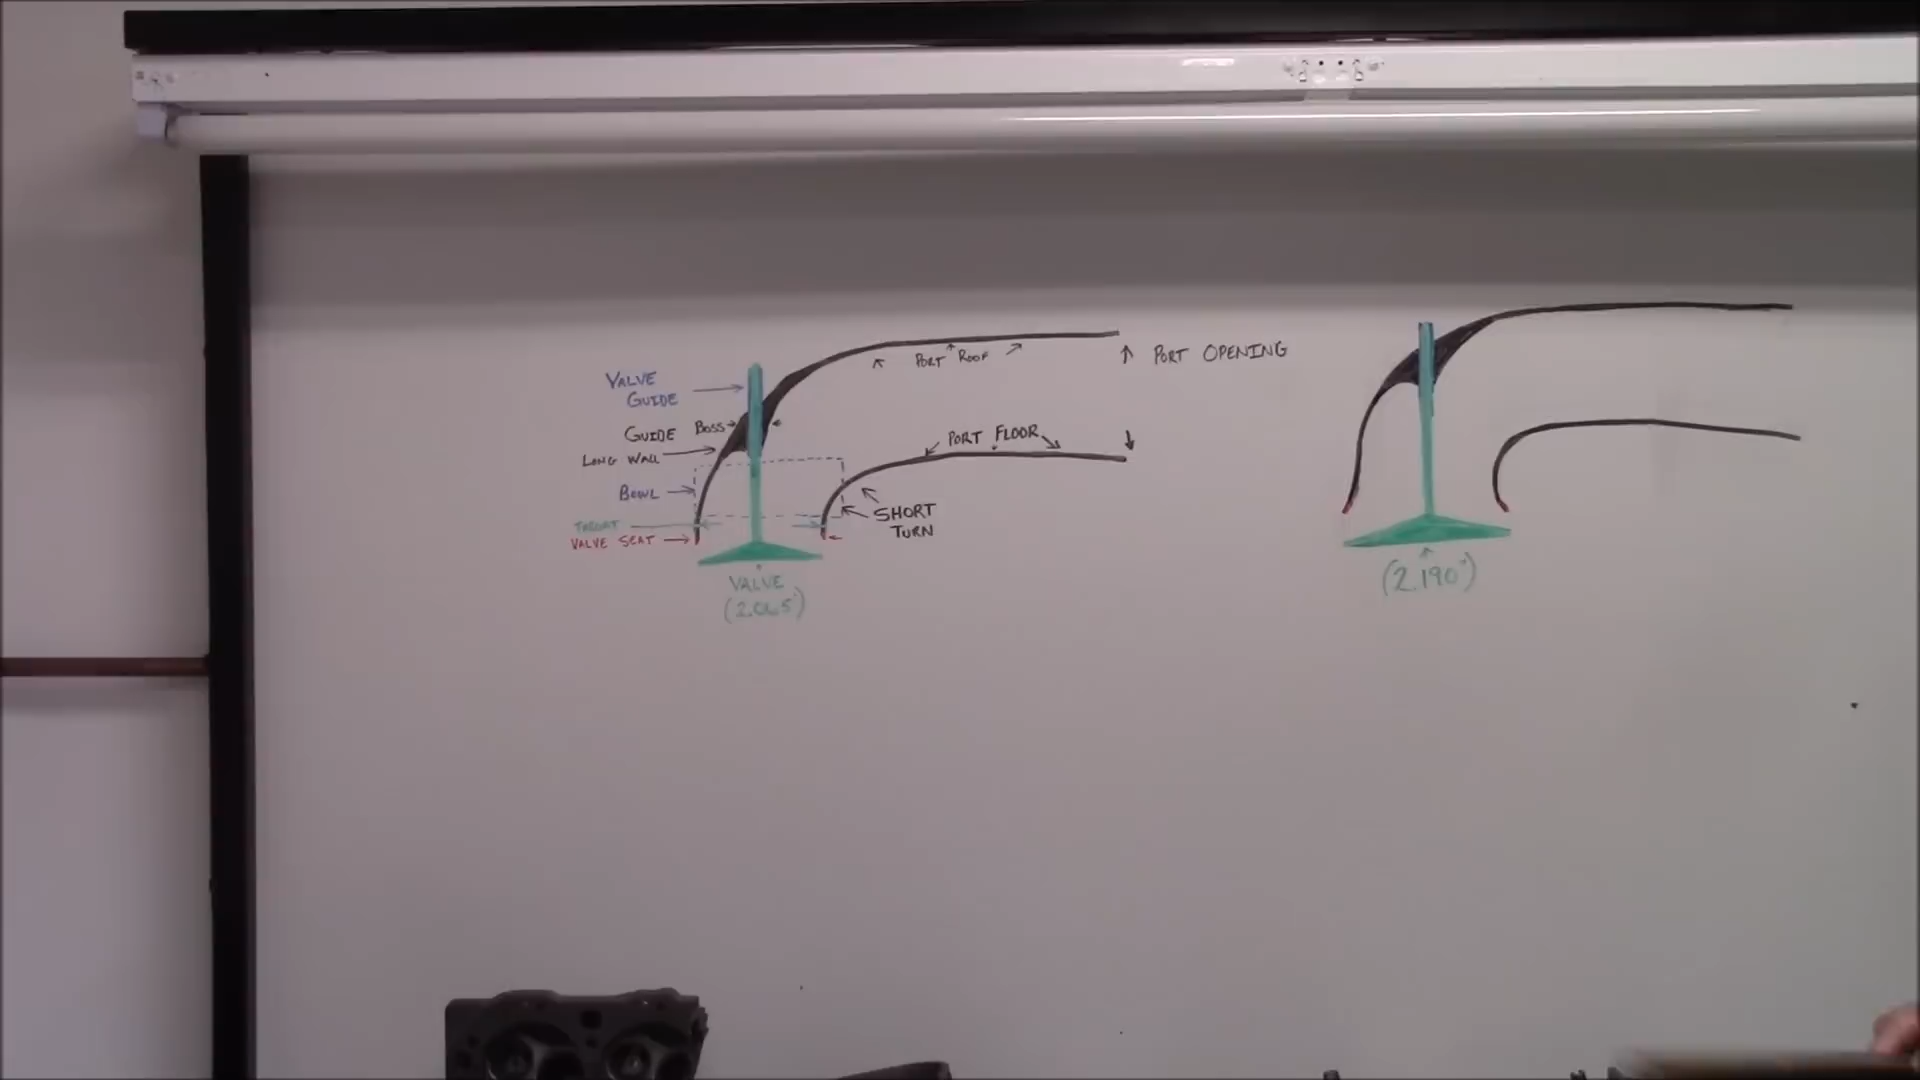 PORT ROOF
PORT OPENING
VALVE
GUIDE
GUIDE BOSS
LONG WALL
PORT FLOOR
BOWL
SHORT
TURN
THROAT
VALVE SEAT
VALVE
(2.065")
(2.190")